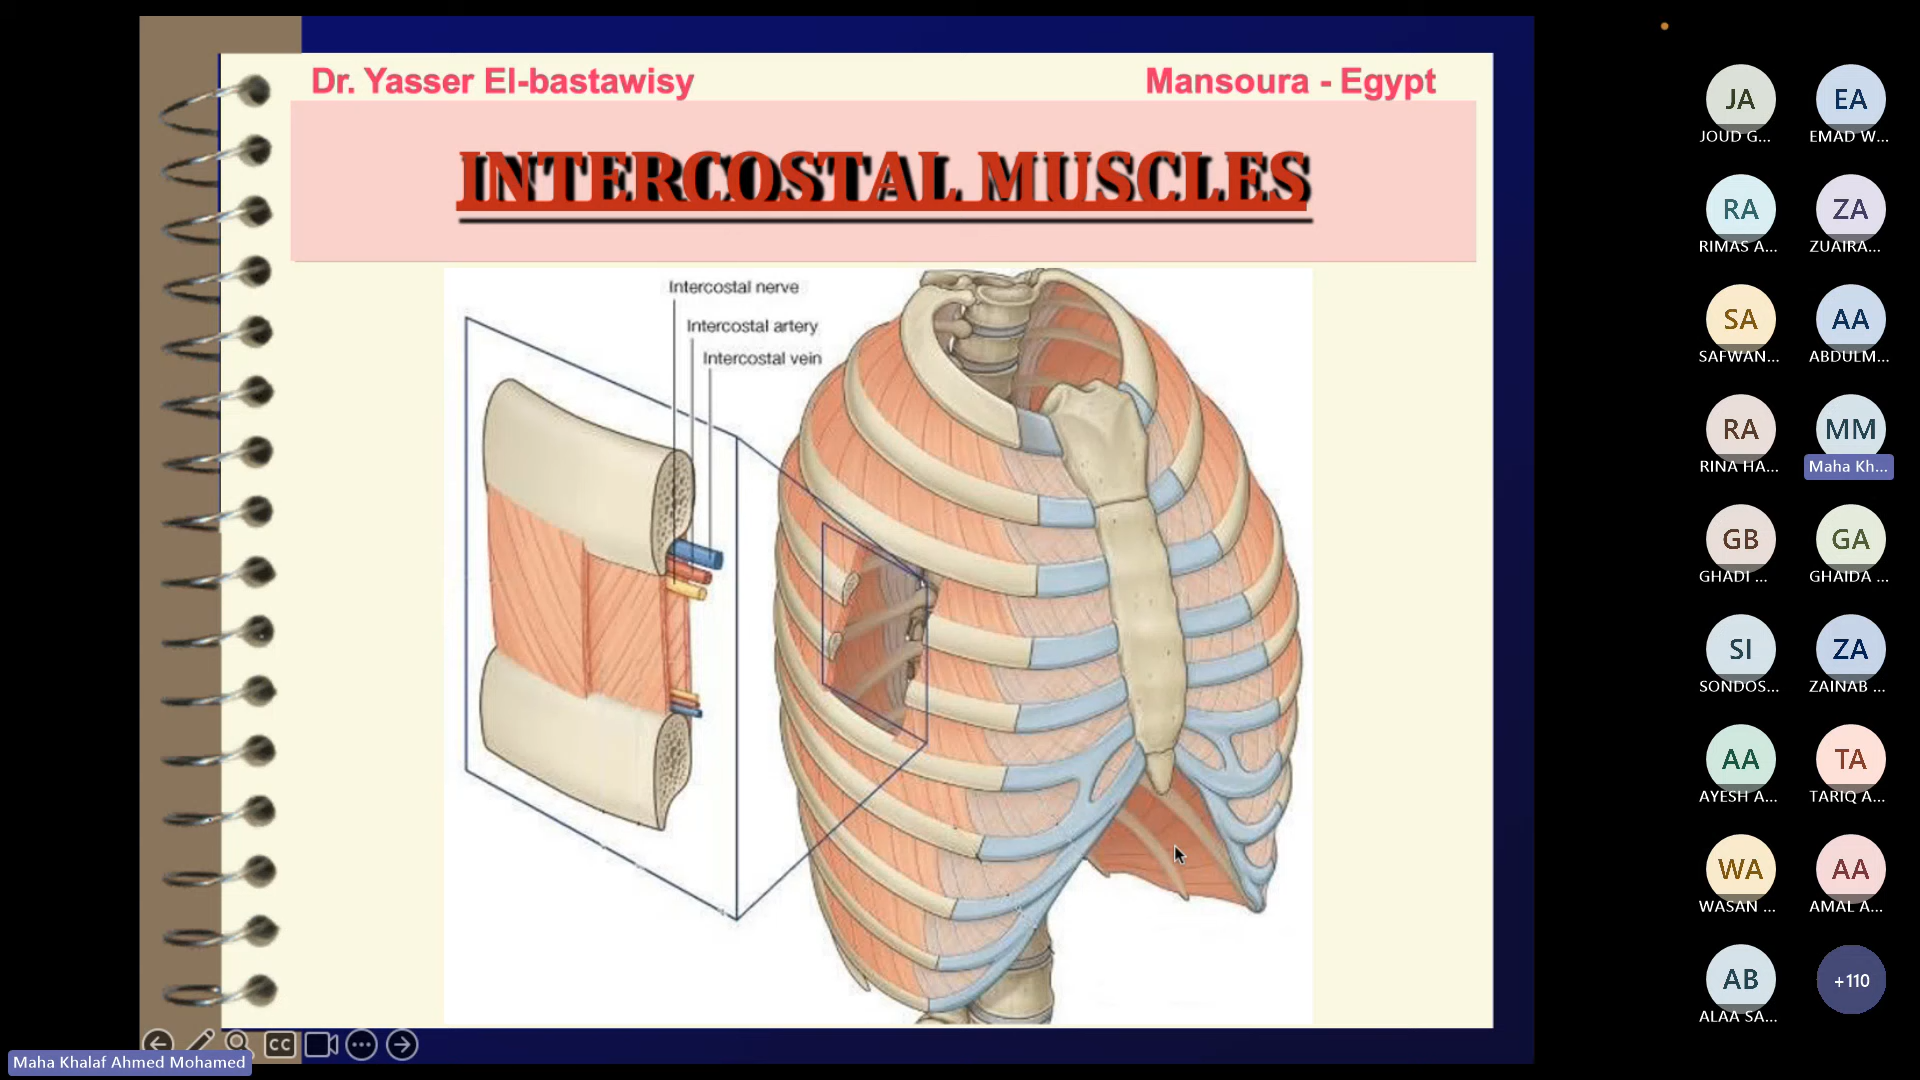 Dr. Yasser El-bastawisy
Mansoura - Egypt
INTERCOSTAL MUSCLES
Intercostal nerve
Intercostal artery
Intercostal vein
CC
Maha Khalaf Ahmed Mohamed
JA
EA
JOUD G...
EMAD W...
RA
ZA
RIMAS A...
ZUAIRA...
SA
AA
SAFWAN...
ABDULM...
RA
MM
RINA HA...
Maha Kh...
GB
GA
GHADI ...
GHAIDA ...
SI
ZA
SONDOS...
ZAINAB ...
AA
TA
AYESH A...
TARIQ A...
WA
AA
WASAN ...
AMAL A...
AB
+110
ALAA SA...